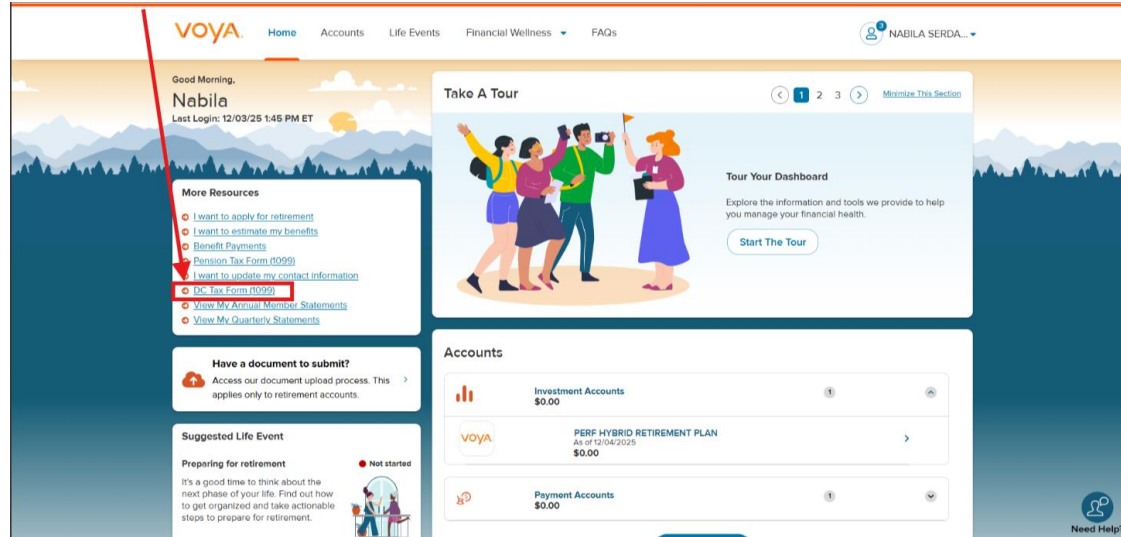 VOYA
Home Accounts Life Events Financial Wellness FAQs
3
NABILA SERDA...
Good Morning,
Nabila
Last Login: 12/03/25 1:45 PM ET
More Resources
I want to apply for retirement
I want to estimate my benefits
Benefit Payments
Pension Tax Form (1099)
I want to update my contact information
DC Tax Form (1099)
View My Annual Member Statements
View My Quarterly Statements
Have a document to submit?
Access our document upload process. This
applies only to retirement accounts.
Suggested Life Event
Preparing for retirement
Not started
It's a good time to think about the
next phase of your life. Find out how
to get organized and take actionable
steps to prepare for retirement.
Take A Tour
1 2 3
Minimize This Section
Tour Your Dashboard
Explore the information and tools we provide to help
you manage your financial health.
Start The Tour
Accounts
Investment Accounts
1
$0.00
VOYA
PERF HYBRID RETIREMENT PLAN
As of 12/04/2025
$0.00
Payment Accounts
1
$0.00
Need Help?